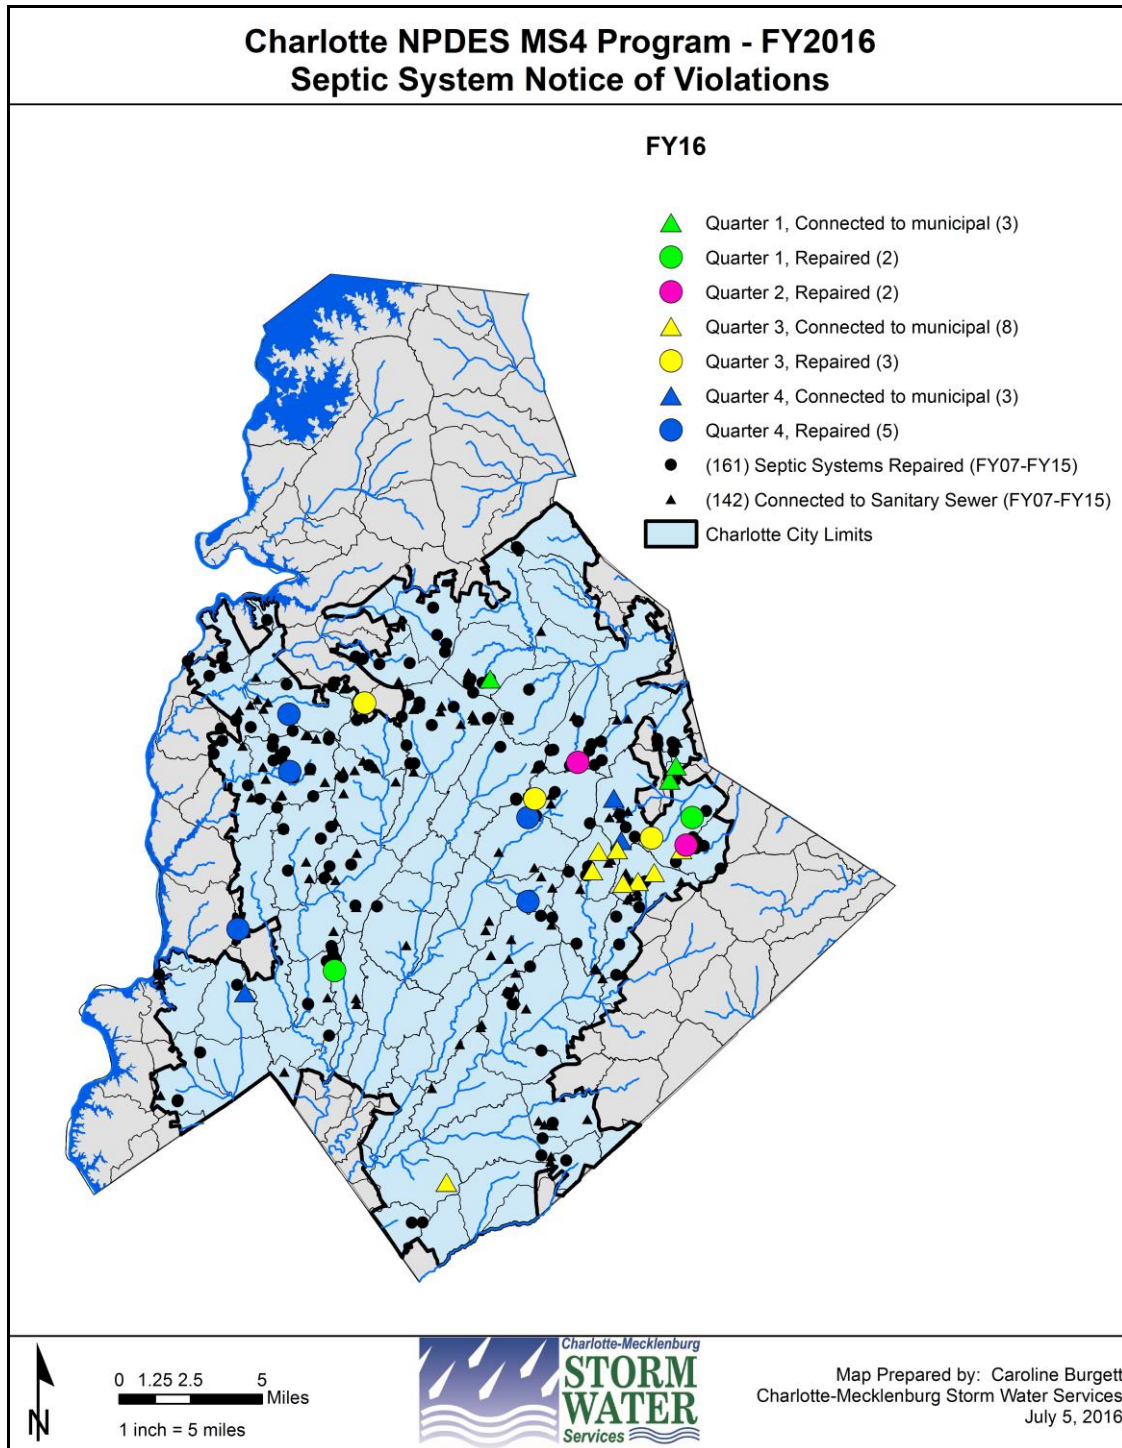 Charlotte NPDES MS4 Program - FY2016
Septic System Notice of Violations
FY16
Quarter 1, Connected to municipal (3)
Quarter 1, Repaired (2)
Quarter 2, Repaired (2)
Quarter 3, Connected to municipal (8)
Quarter 3, Repaired (3)
Quarter 4, Connected to municipal (3)
Quarter 4, Repaired (5)
(161) Septic Systems Repaired (FY07-FY15)
(142) Connected to Sanitary Sewer (FY07-FY15)
Charlotte City Limits
N
0 1.25 2.5 5
Miles
1 inch = 5 miles
Charlotte-Mecklenburg
STORM
WATER
Services
Map Prepared by: Caroline Burgett
Charlotte-Mecklenburg Storm Water Services
July 5, 2016